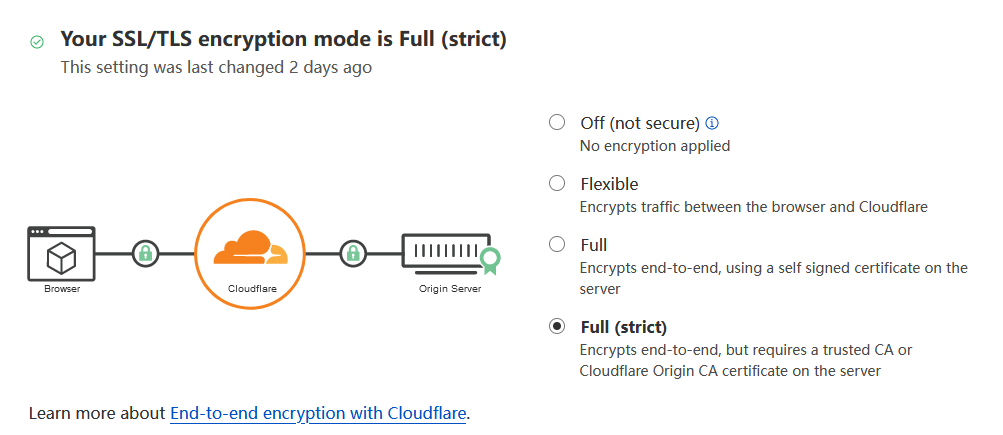 Your SSL/TLS encryption mode is Full (strict)
This setting was last changed 2 days ago
Off (not secure)
No encryption applied
Flexible
Encrypts traffic between the browser and Cloudflare
Full
Encrypts end-to-end, using a self signed certificate on the
server
Full (strict)
Encrypts end-to-end, but requires a trusted CA or
Cloudflare Origin CA certificate on the server
Browser
Cloudflare
Origin Server
Learn more about End-to-end encryption with Cloudflare.